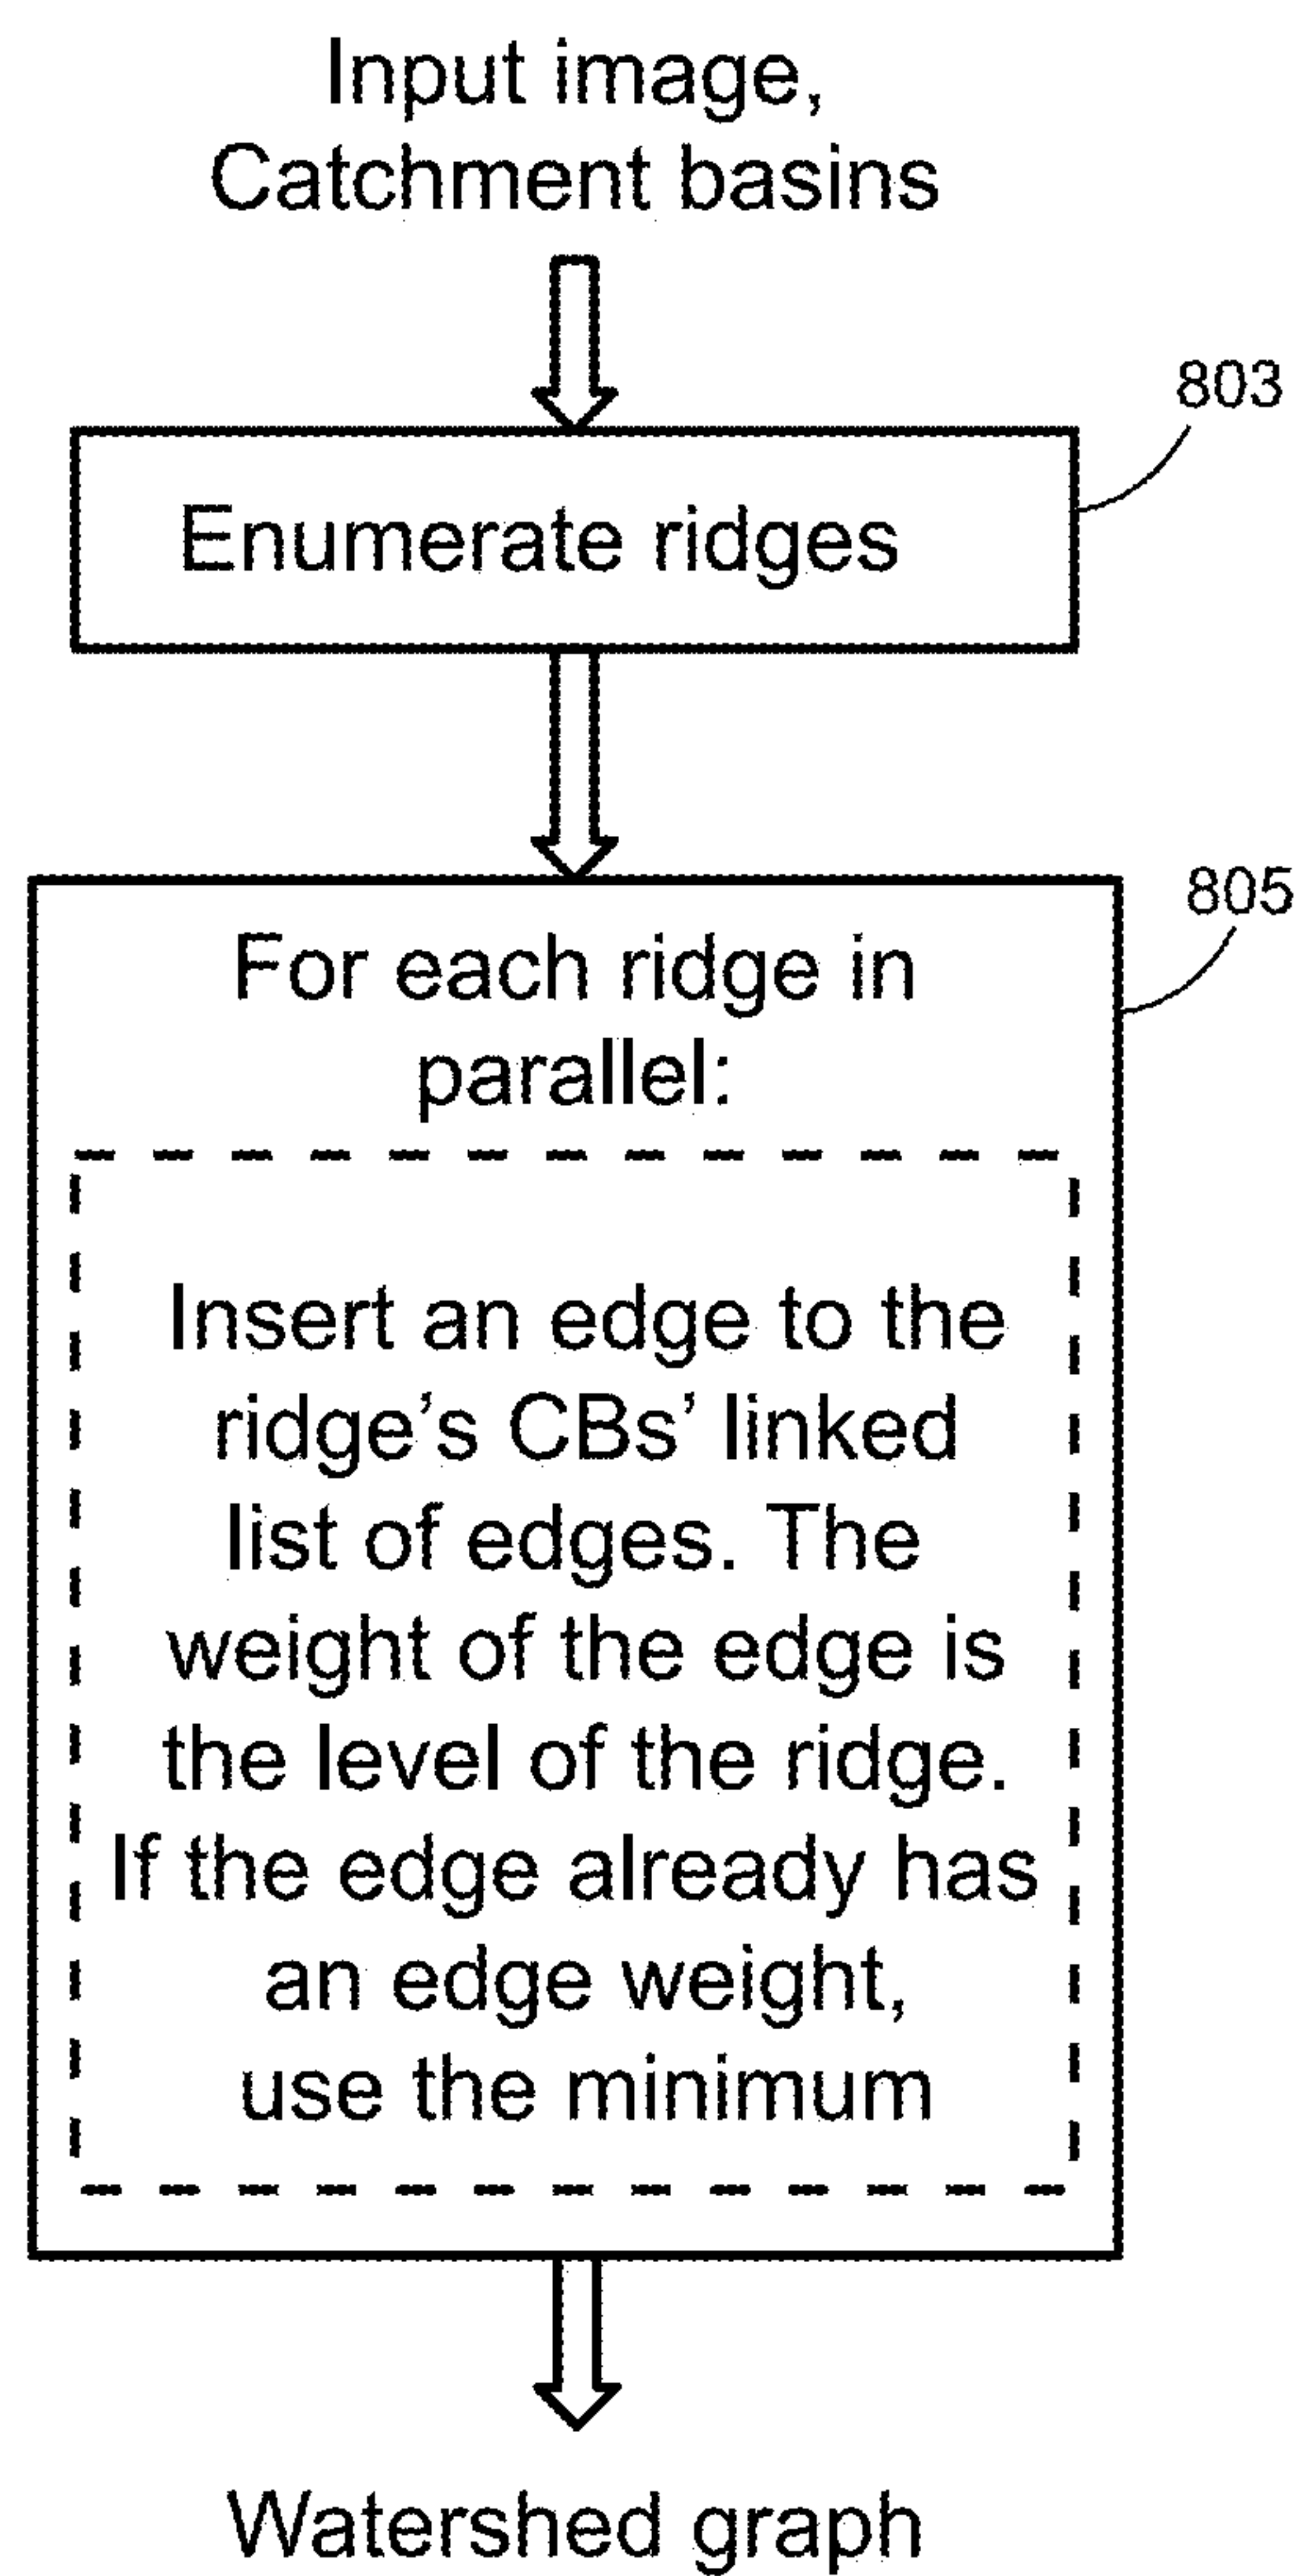 Input image,
Catchment basins
803
Enumerate ridges
805
For each ridge in
parallel:
Insert an edge to the
ridge’s CBs’ linked
list of edges. The
weight of the edge is
the level of the ridge.
If the edge already has
an edge weight,
use the minimum
Watershed graph